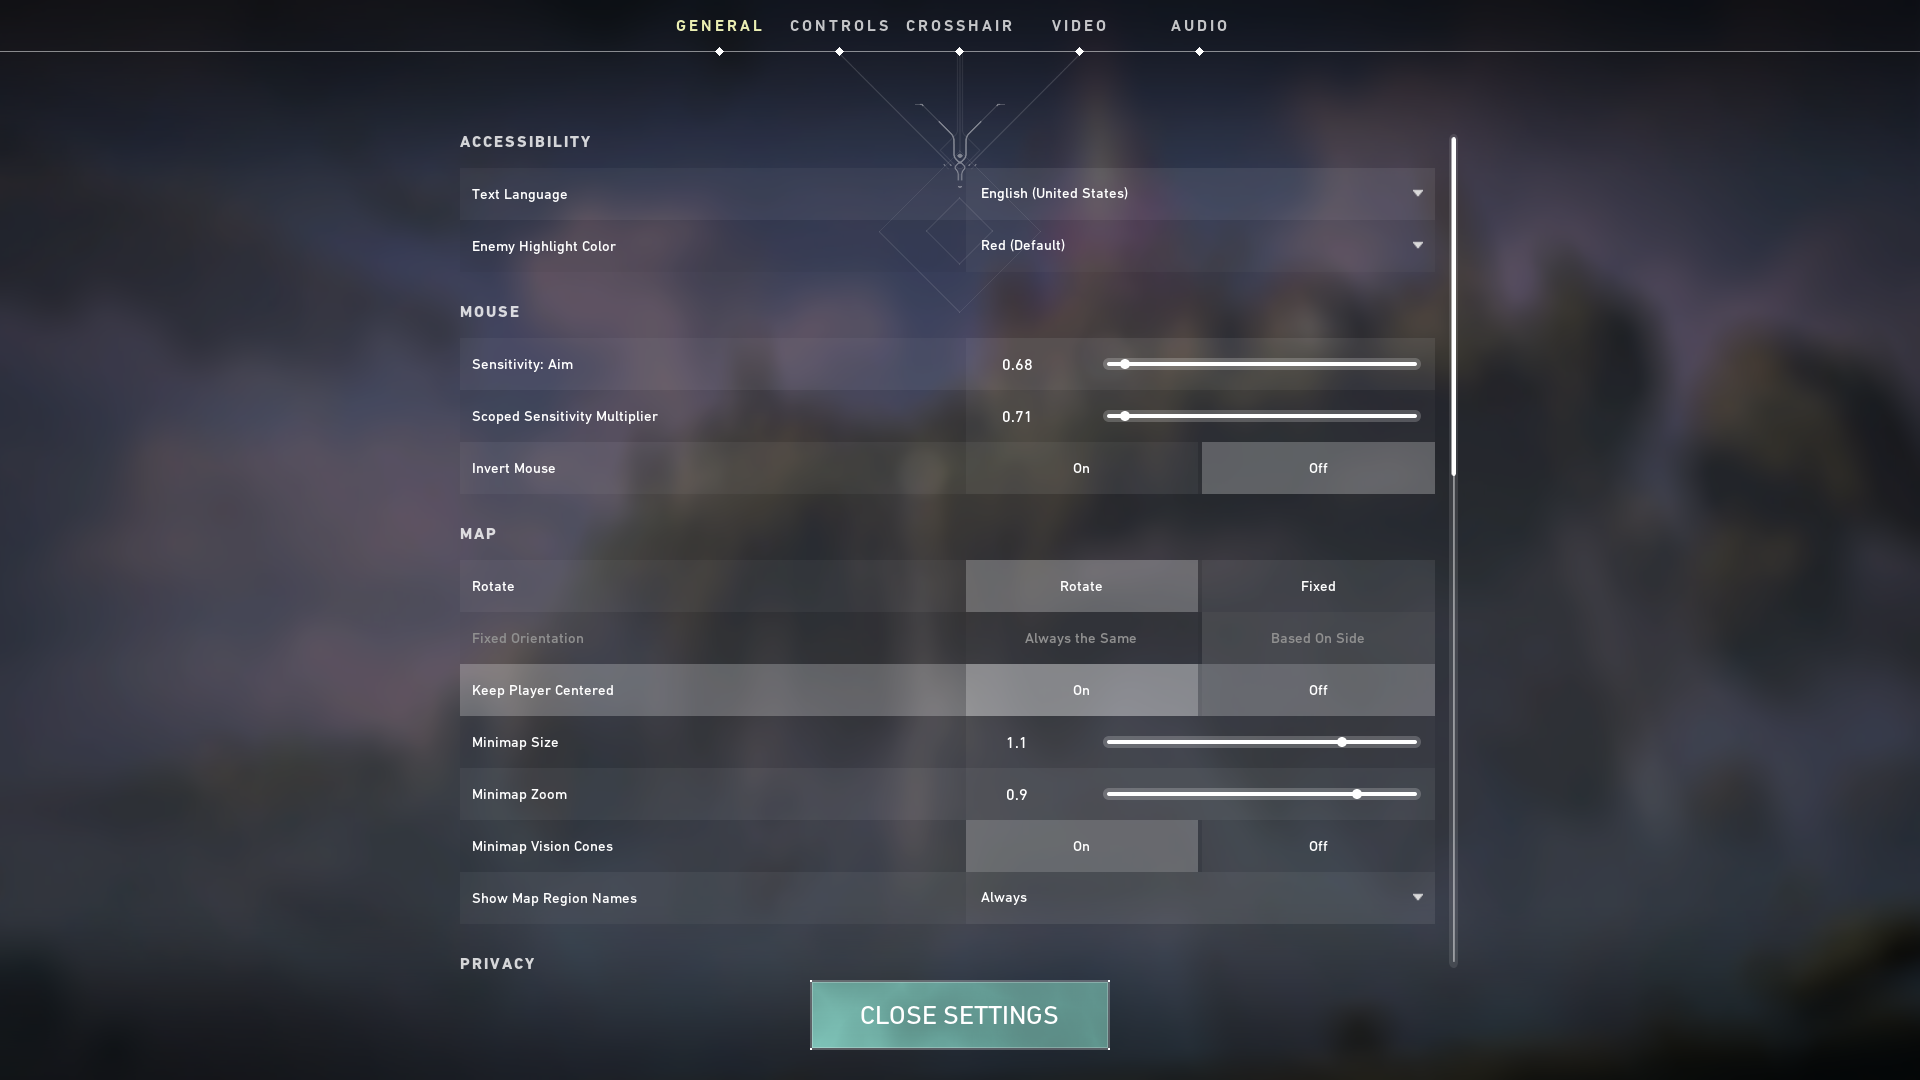 GENERAL CONTROLS CROSSHAIR VIDEO AUDIO
ACCESSIBILITY
Text Language English (United States)
Enemy Highlight Color Red (Default)
MOUSE
Sensitivity: Aim 0.68
Scoped Sensitivity Multiplier 0.71
Invert Mouse On Off
MAP
Rotate Rotate Fixed
Fixed Orientation Always the Same Based On Side
Keep Player Centered On Off
Minimap Size 1.1
Minimap Zoom 0.9
Minimap Vision Cones On Off
Show Map Region Names Always
PRIVACY
CLOSE SETTINGS